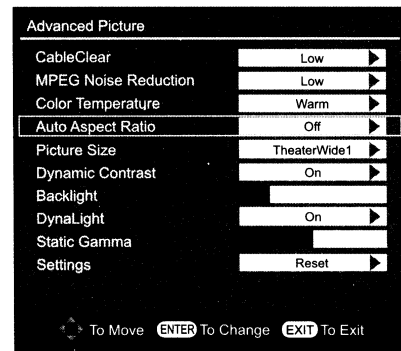 Advanced Picture
CableClear Low
MPEG Noise Reduction Low
Color Temperature Warm
Auto Aspect Ratio Off
Picture Size TheaterWide1
Dynamic Contrast On
Backlight
DynaLight On
Static Gamma
Settings Reset
To Move ENTER To Change EXIT To Exit